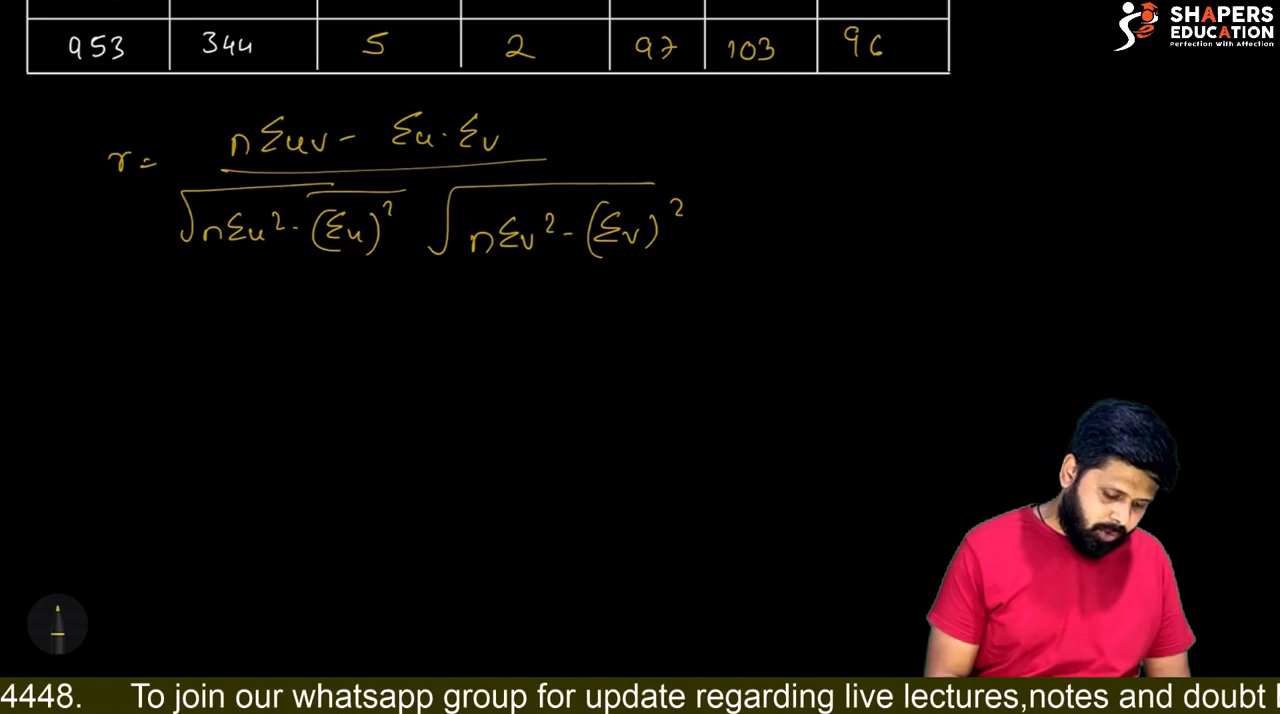 SHAPERS
EDUCATION
Perfection With Affection
953 344 5 2 97 103 96
r = nΣuv - Σu · Σv
√nΣu² - (Σu)² √nΣv² - (Σv)²
4448. To join our whatsapp group for update regarding live lectures,notes and doubt